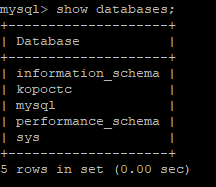 mysql> show databases;
+--------------------+
| Database           |
+--------------------+
| information_schema |
| kopoctc            |
| mysql              |
| performance_schema |
| sys                |
+--------------------+
5 rows in set (0.00 sec)